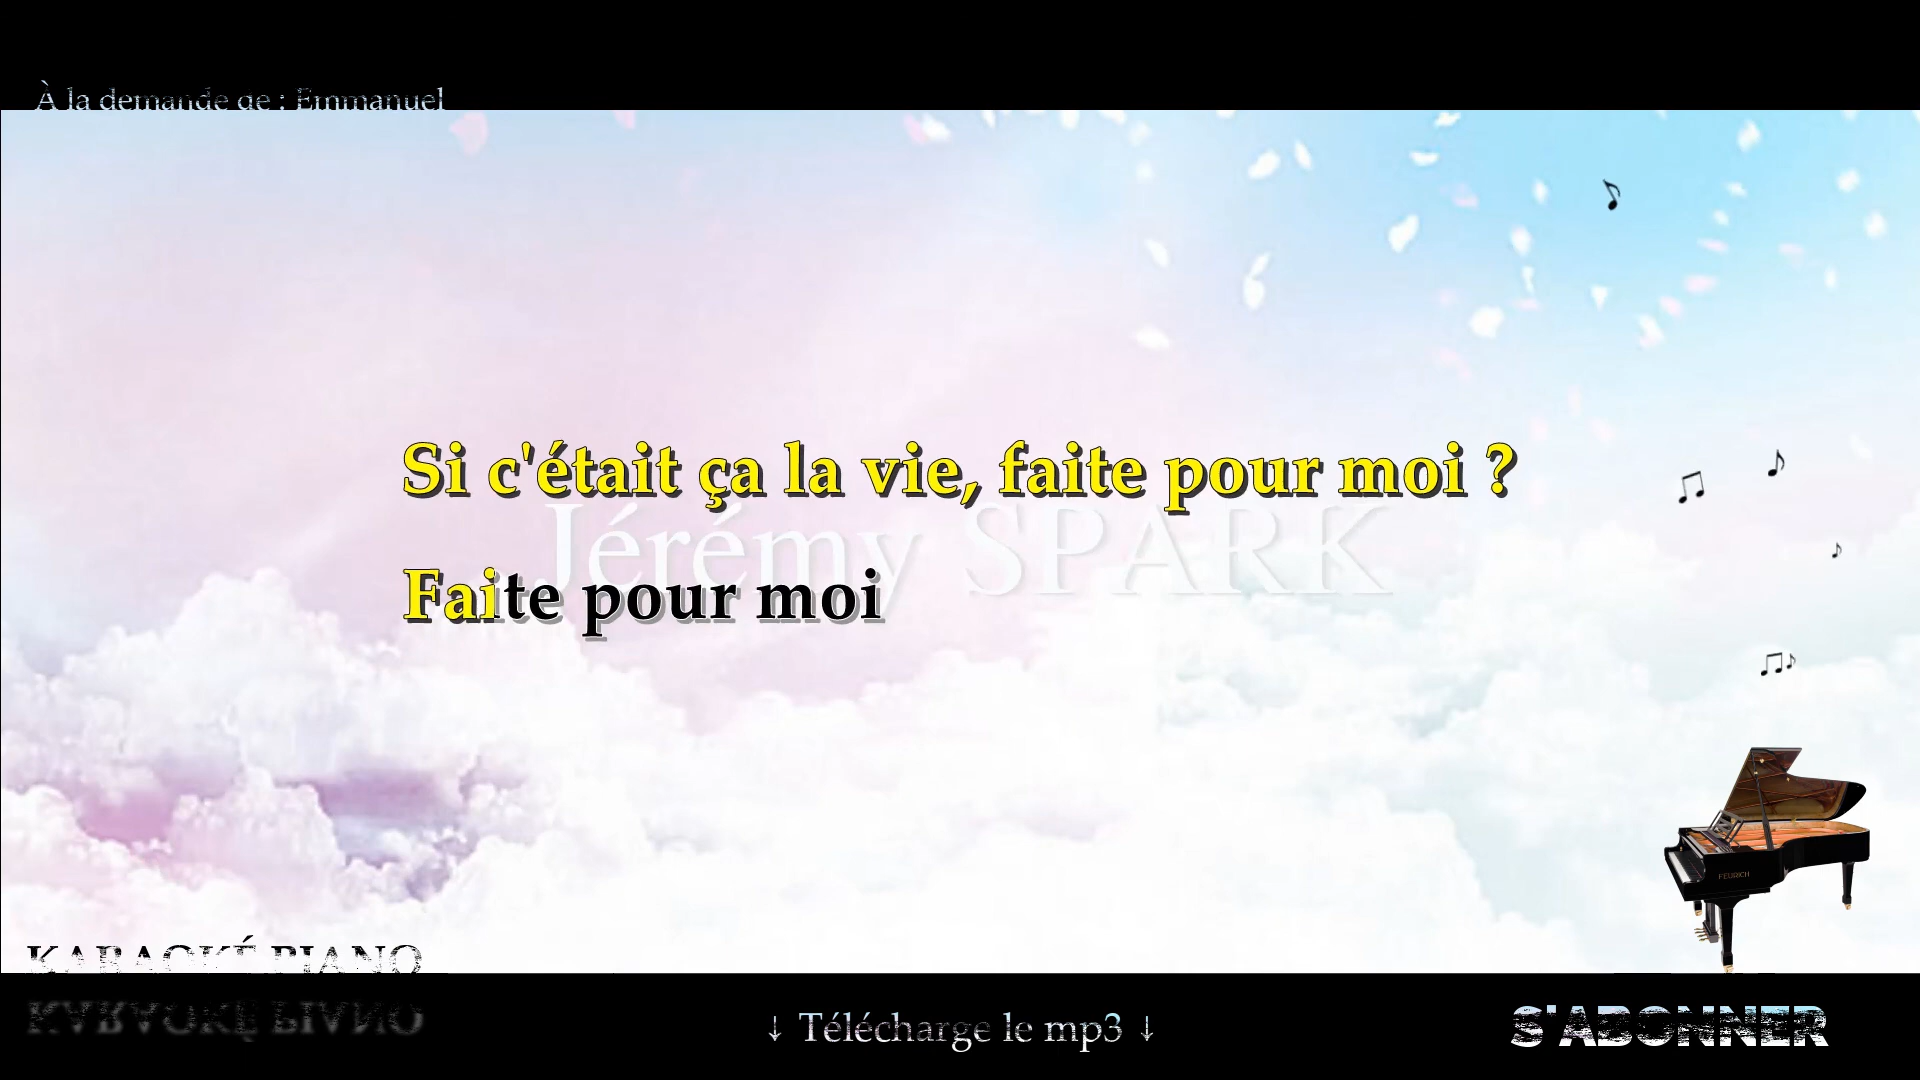 À la demande de : Emmanuel
Si c'était ça la vie, faite pour moi ?
Jérémy SPARK
Faite pour moi
FEURICH
KARAOKÉ PIANO
↓ Télécharge le mp3 ↓
S'ABONNER